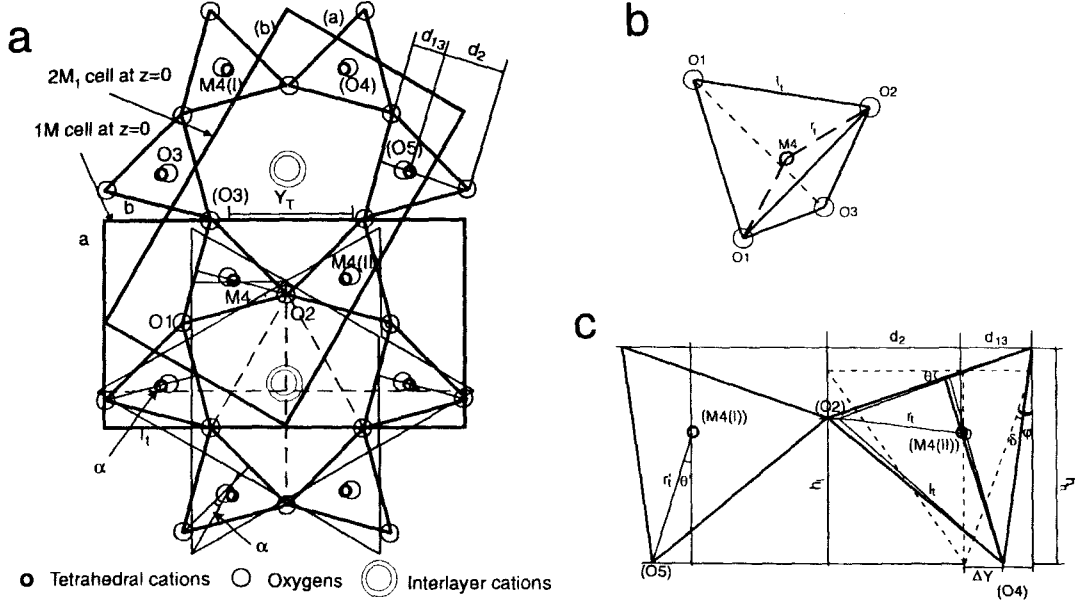 a
(b)
(a)
d13
d2
2M1 cell at z=0
M4(I)
(O4)
1M cell at z=0
O3
(O5)
b
(O3)
YT
a
M4(II)
M4
O2
O1
lt
α
α
Tetrahedral cations
Oxygens
Interlayer cations
b
O1
lt
O2
rt
M4
O3
O1
c
d2
d13
θ'
(O2)
(M4(I))
rt
(M4(II))
δ
φ
r't
θ'
lt
ΔY
(O5)
(O4)